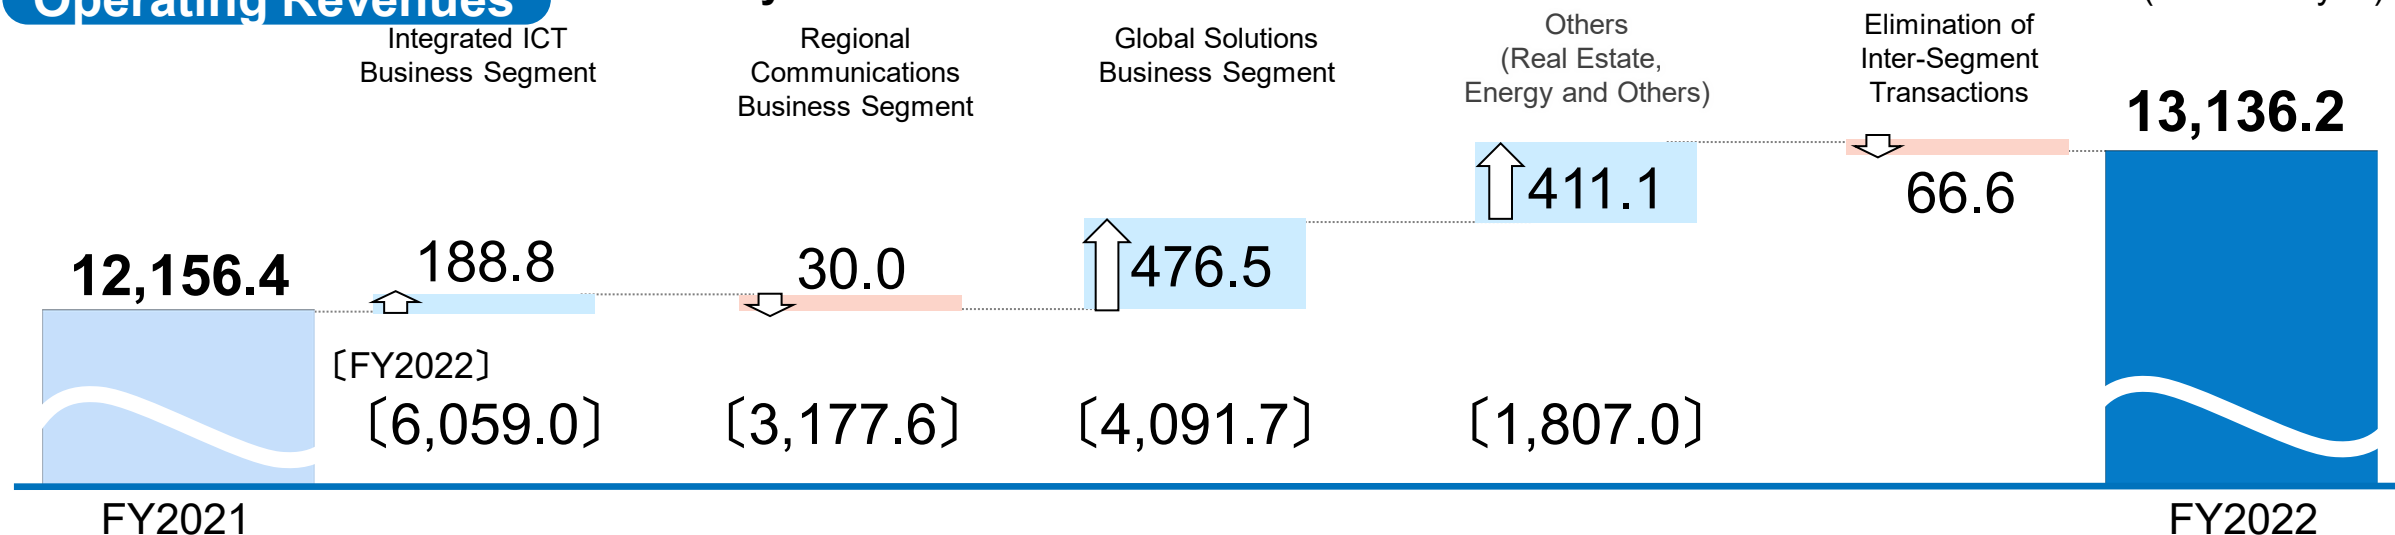 Operating Revenues
Integrated ICT
Business Segment
Regional
Communications
Business Segment
Global Solutions
Business Segment
Others
(Real Estate,
Energy and Others)
Elimination of
Inter-Segment
Transactions
13,136.2
411.1
66.6
476.5
188.8
30.0
12,156.4
〔FY2022〕
〔6,059.0〕
〔3,177.6〕
〔4,091.7〕
〔1,807.0〕
FY2021
FY2022